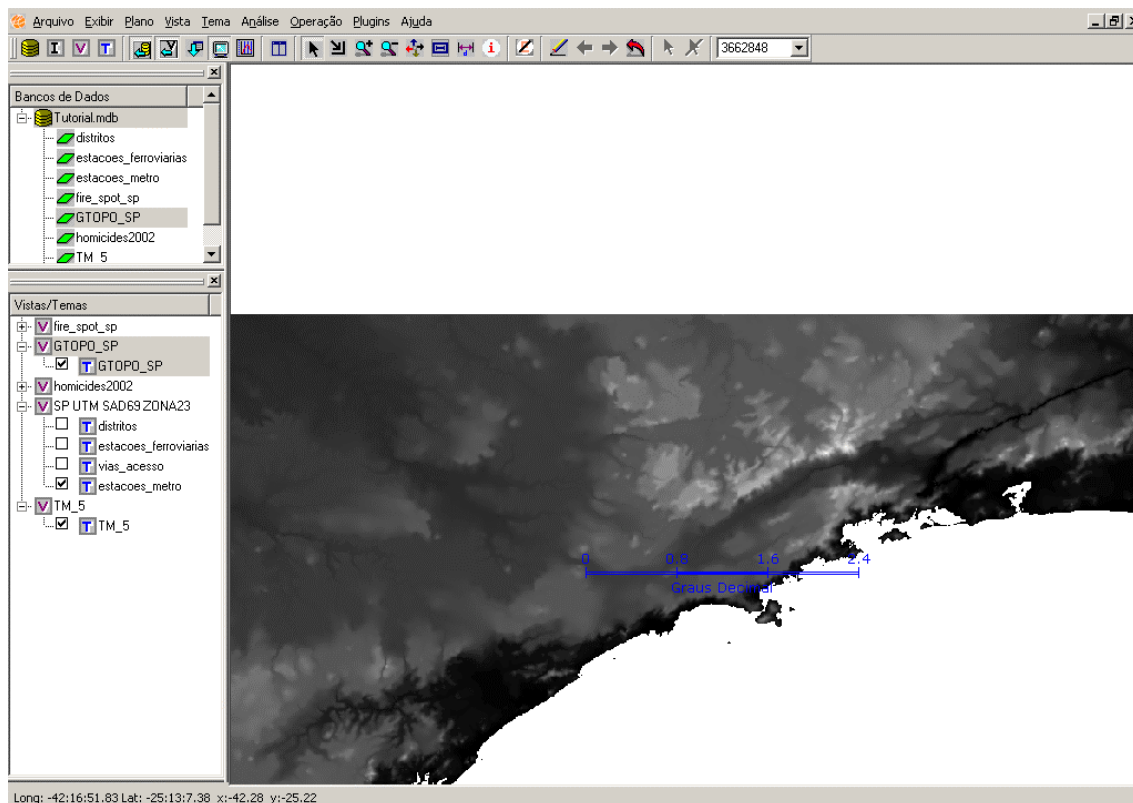 Arquivo Exibir Plano Vista Tema Análise Operação Plugins Ajuda
I V T 3662848
Bancos de Dados
Tutorial.mdb
distritos
estacoes_ferroviarias
estacoes_metro
fire_spot_sp
GTOPO_SP
homicides2002
TM_5
Vistas/Temas
V fire_spot_sp
V GTOPO_SP
T GTOPO_SP
V homicides2002
V SP UTM SAD69 ZONA23
T distritos
T estacoes_ferroviarias
T vias_acesso
T estacoes_metro
V TM_5
T TM_5
0 0.8 1.6 2.4
Graus Decimal
Long: -42:16:51.83 Lat: -25:13:7.38 x:-42.28 y:-25.22